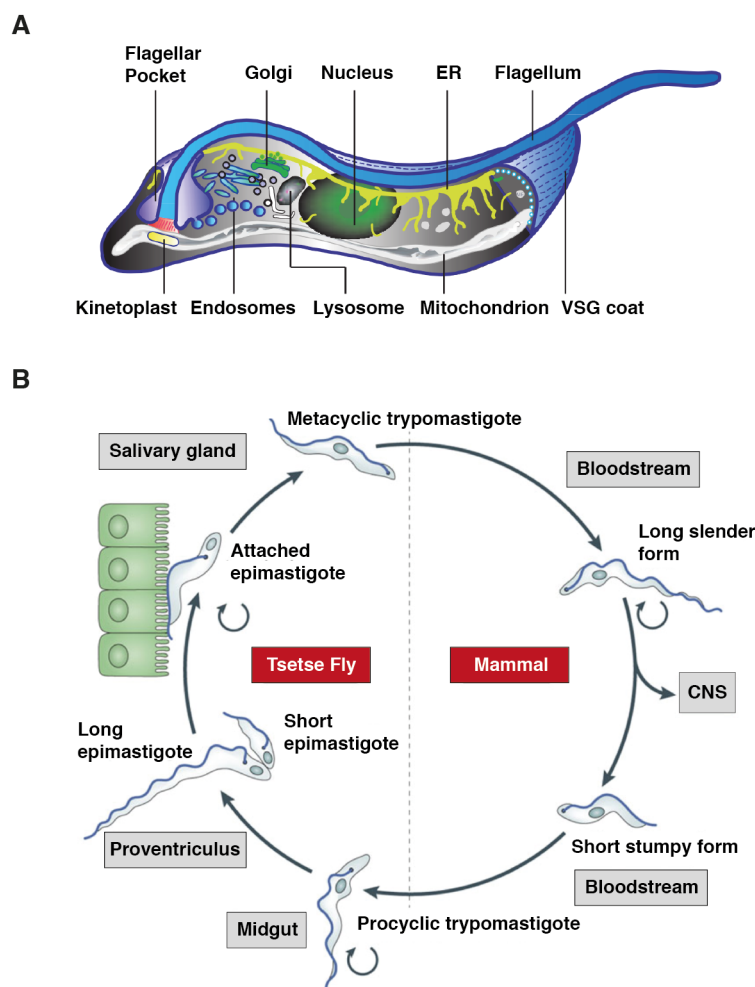 A
Flagellar
Pocket
Golgi
Nucleus
ER
Flagellum
Kinetoplast
Endosomes
Lysosome
Mitochondrion
VSG coat
B
Metacyclic trypomastigote
Salivary gland
Bloodstream
Long slender
form
Attached
epimastigote
Tsetse Fly
Mammal
CNS
Long
epimastigote
Short
epimastigote
Proventriculus
Short stumpy form
Bloodstream
Midgut
Procyclic trypomastigote